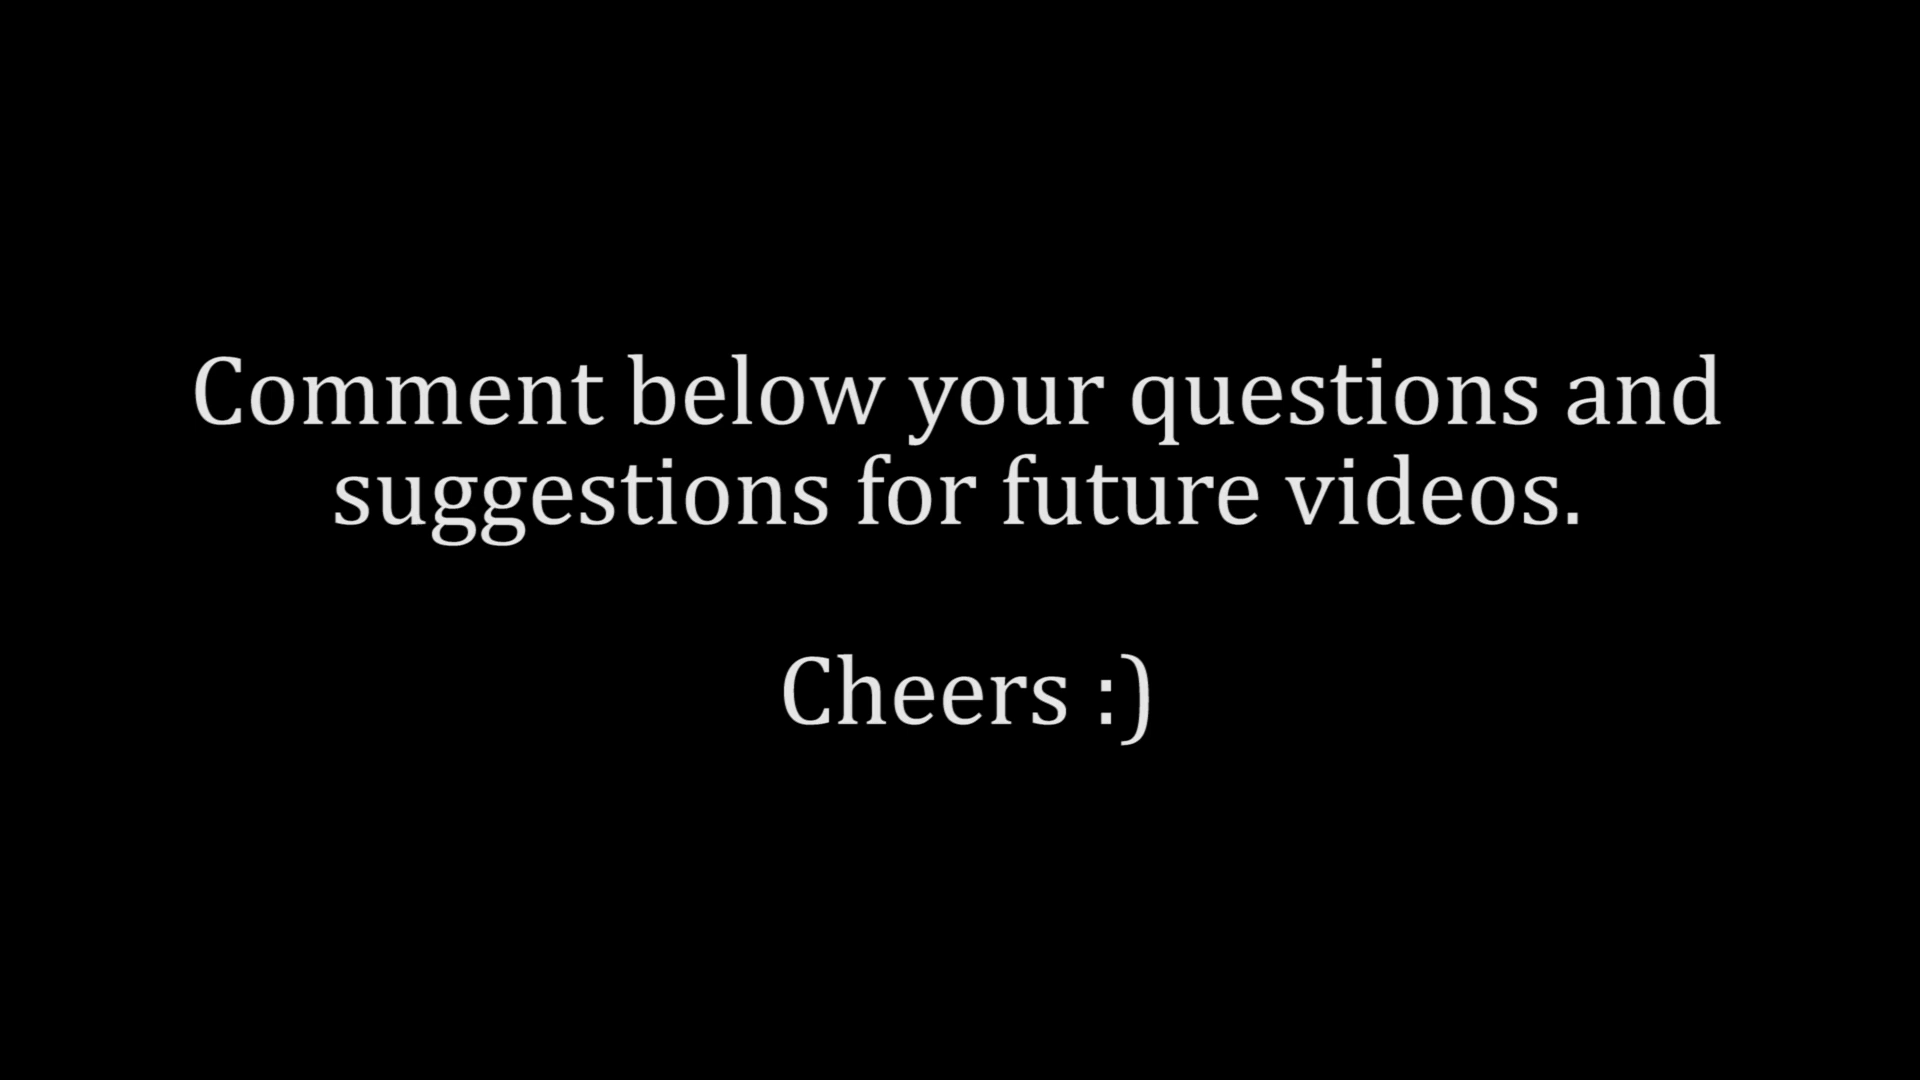 Comment below your questions and
suggestions for future videos.
Cheers :)